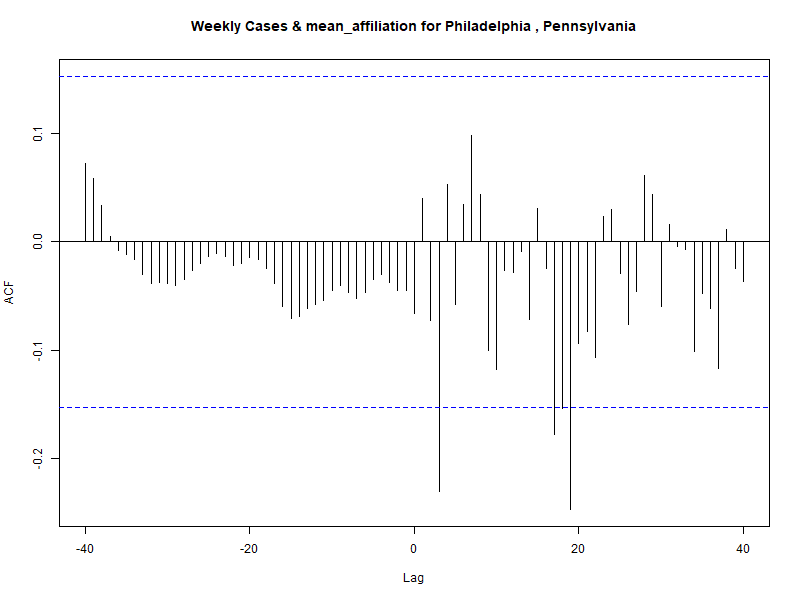 Weekly Cases & mean_affiliation for Philadelphia , Pennsylvania
ACF
0.1
0.0
-0.1
-0.2
-40 -20 0 20 40
Lag